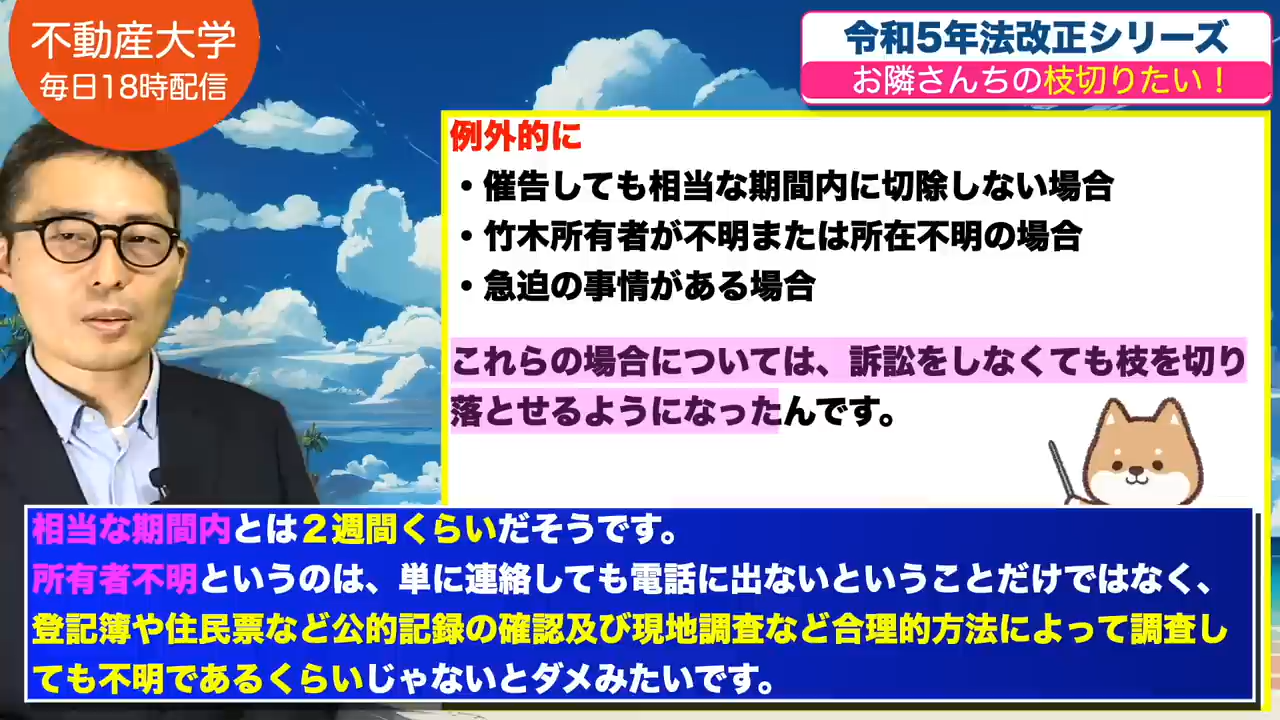 不動産大学
毎日18時配信
令和5年法改正シリーズ
お隣さんちの枝切りたい！
例外的に
・催告しても相当な期間内に切除しない場合
・竹木所有者が不明または所在不明の場合
・急迫の事情がある場合
これらの場合については、訴訟をしなくても枝を切り
落とせるようになったんです。
相当な期間内とは２週間くらいだそうです。
所有者不明というのは、単に連絡しても電話に出ないということだけではなく、
登記簿や住民票など公的記録の確認及び現地調査など合理的方法によって調査し
ても不明であるくらいじゃないとダメみたいです。